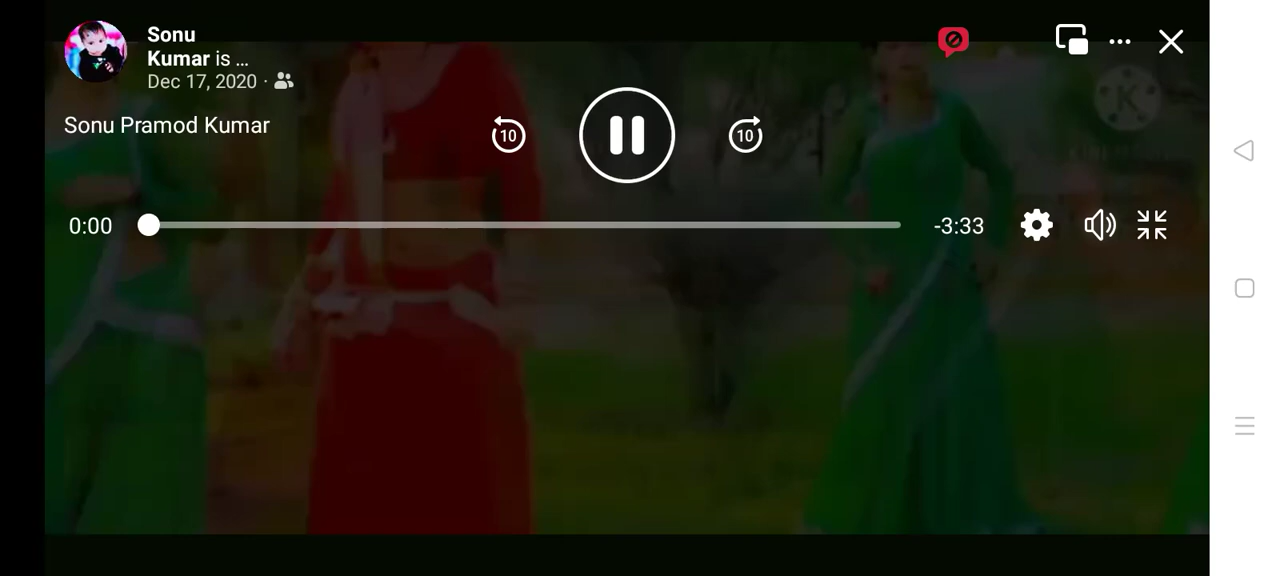 Sonu
Kumar is ...
Dec 17, 2020 ·
Sonu Pramod Kumar
10
10
0:00
-3:33
K